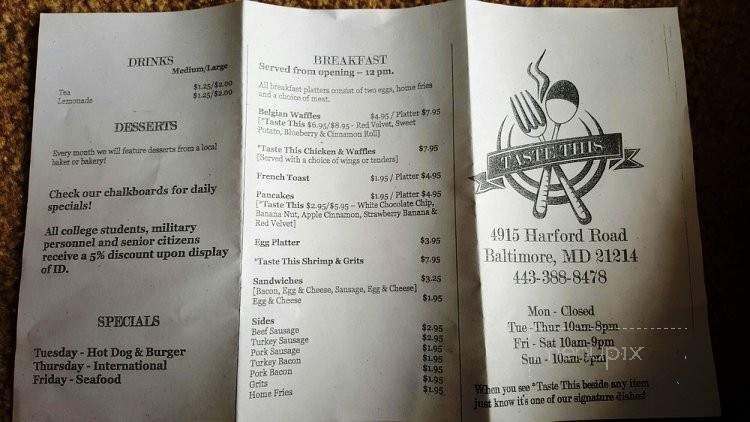 DRINKS
Medium/Large
Tea $1.25/$2.00
Lemonade $1.25/$2.00
DESSERTS
Every month we will feature desserts from a local
baker or bakery!
Check our chalkboards for daily
specials!
All college students, military
personnel and senior citizens
receive a 5% discount upon display
of ID.
SPECIALS
Tuesday - Hot Dog & Burger
Thursday - International
Friday - Seafood
BREAKFAST
Served from opening – 12 pm.
All breakfast platters consist of two eggs, home fries
and a choice of meat.
Belgian Waffles $4.95 / Platter $7.95
[*Taste This $6.95/$8.95 - Red Velvet, Sweet
Potato, Blueberry & Cinnamon Roll]
*Taste This Chicken & Waffles $7.95
[Served with a choice of wings or tenders]
French Toast $1.95 / Platter $4.95
Pancakes $1.95 / Platter $4.95
[*Taste This $2.95/$5.95 – White Chocolate Chip,
Banana Nut, Apple Cinnamon, Strawberry Banana &
Red Velvet]
Egg Platter $3.95
*Taste This Shrimp & Grits $7.95
Sandwiches $3.25
[Bacon, Egg & Cheese, Sausage, Egg & Cheese]
Egg & Cheese $1.95
Sides
Beef Sausage $2.95
Turkey Sausage $2.95
Pork Sausage $1.95
Turkey Bacon $1.95
Pork Bacon $1.95
Grits $1.95
Home Fries $1.95
TASTE THIS
4915 Harford Road
Baltimore, MD 21214
443-388-8478
Mon - Closed
Tue -Thur 10am-8pm
Fri - Sat 10am-9pm
Sun - 10am-5pm
menupix
When you see *Taste This beside any item
just know it's one of our signature dishes!